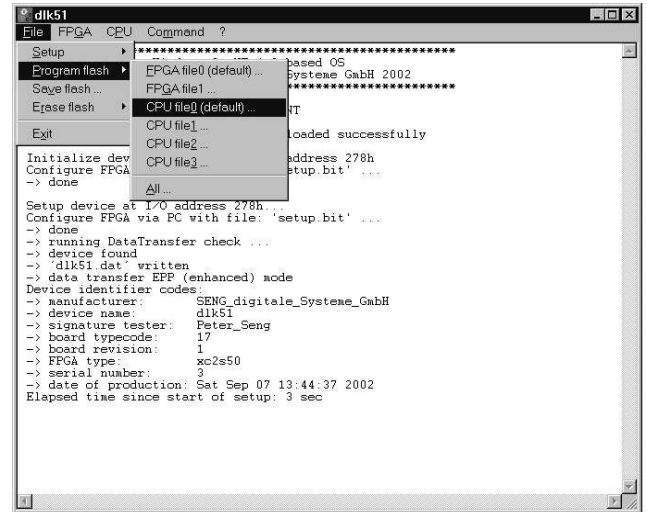 dlk51
File FPGA CPU Command ?
Setup
Program flash
Save flash ...
Erase flash
Exit
FPGA file0 (default) ...
FPGA file1 ...
CPU file0 (default) ...
CPU file1 ...
CPU file2 ...
CPU file3 ...
All ...
*********************************************
based OS
Systeme GmbH 2002
*********************************************
NT
loaded successfully
Initialize dev address 278h
Configure FPGA etup.bit' ...
-> done
Setup device at I/O address 278h...
Configure FPGA via PC with file: 'setup.bit' ...
-> done
-> running DataTransfer check ...
-> device found
-> 'dlk51.dat' written
-> data transfer EPP (enhanced) mode
Device identifier codes:
-> manufacturer: SENG_digitale_Systeme_GmbH
-> device name: dlk51
-> signature tester: Peter_Seng
-> board typecode: 17
-> board revision: 1
-> FPGA type: xc2s50
-> serial number: 3
-> date of production: Sat Sep 07 13:44:37 2002
Elapsed time since start of setup: 3 sec